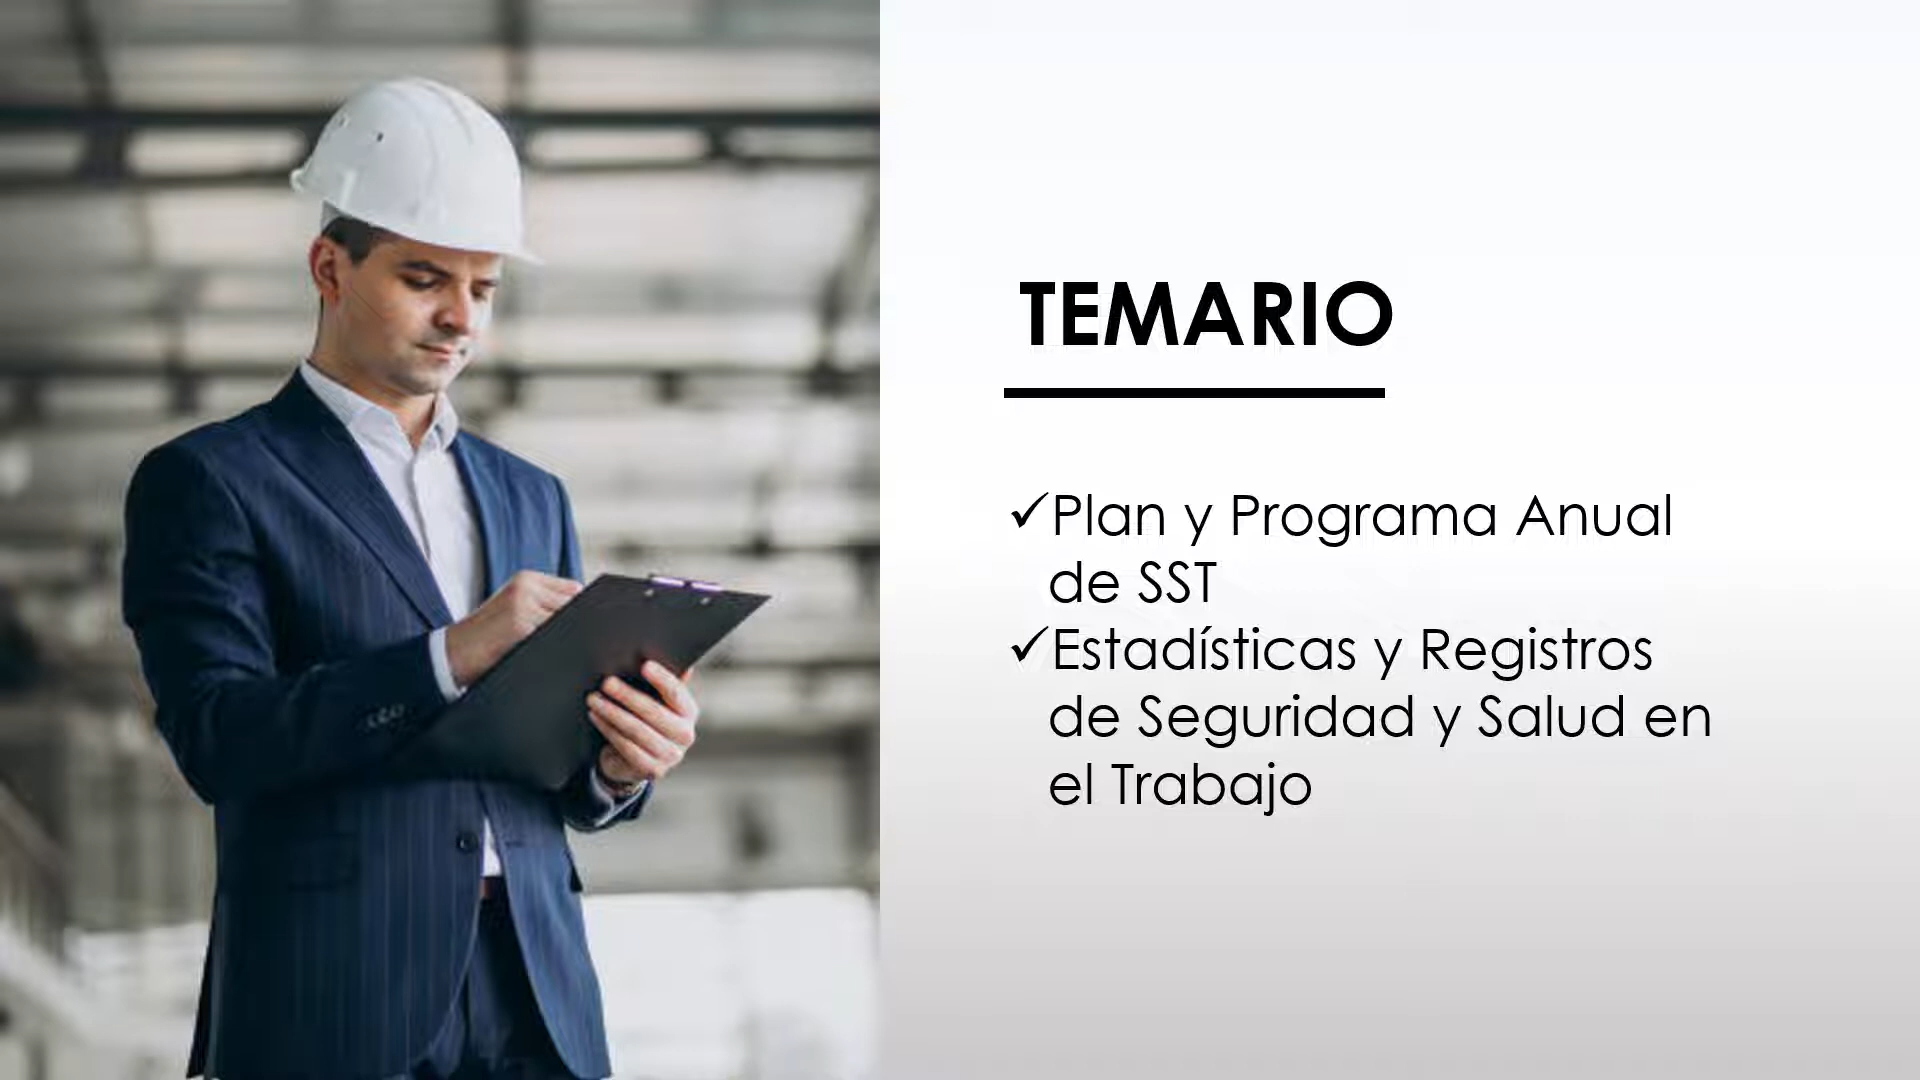 TEMARIO
✓Plan y Programa Anual
de SST
✓Estadísticas y Registros
de Seguridad y Salud en
el Trabajo